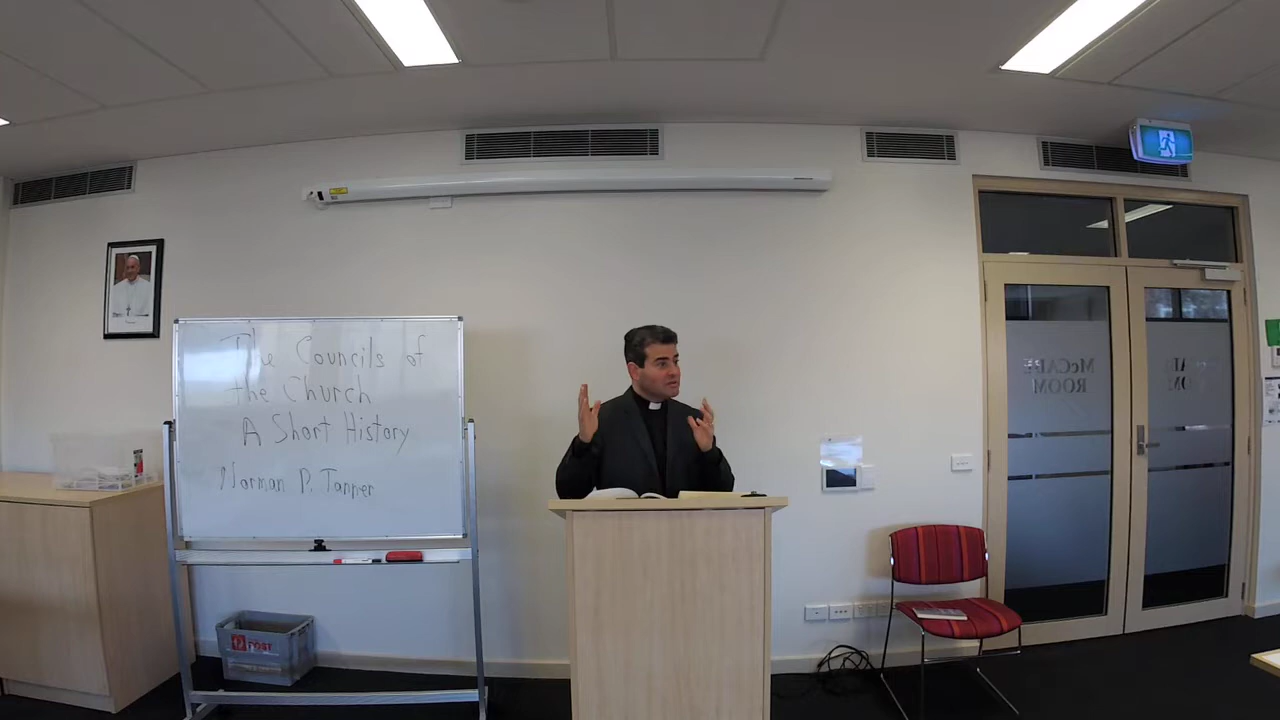 The Councils of
the Church
A Short History
Norman P. Tanner
POST
McCABE
ROOM